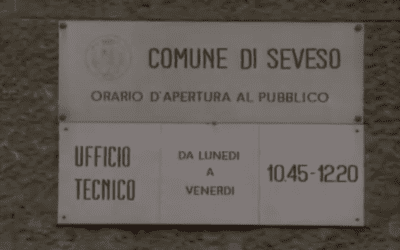 COMUNE DI SEVESO
ORARIO D'APERTURA AL PUBBLICO
UFFICIO
TECNICO
DA LUNEDI
A
VENERDI
10.45-12.20